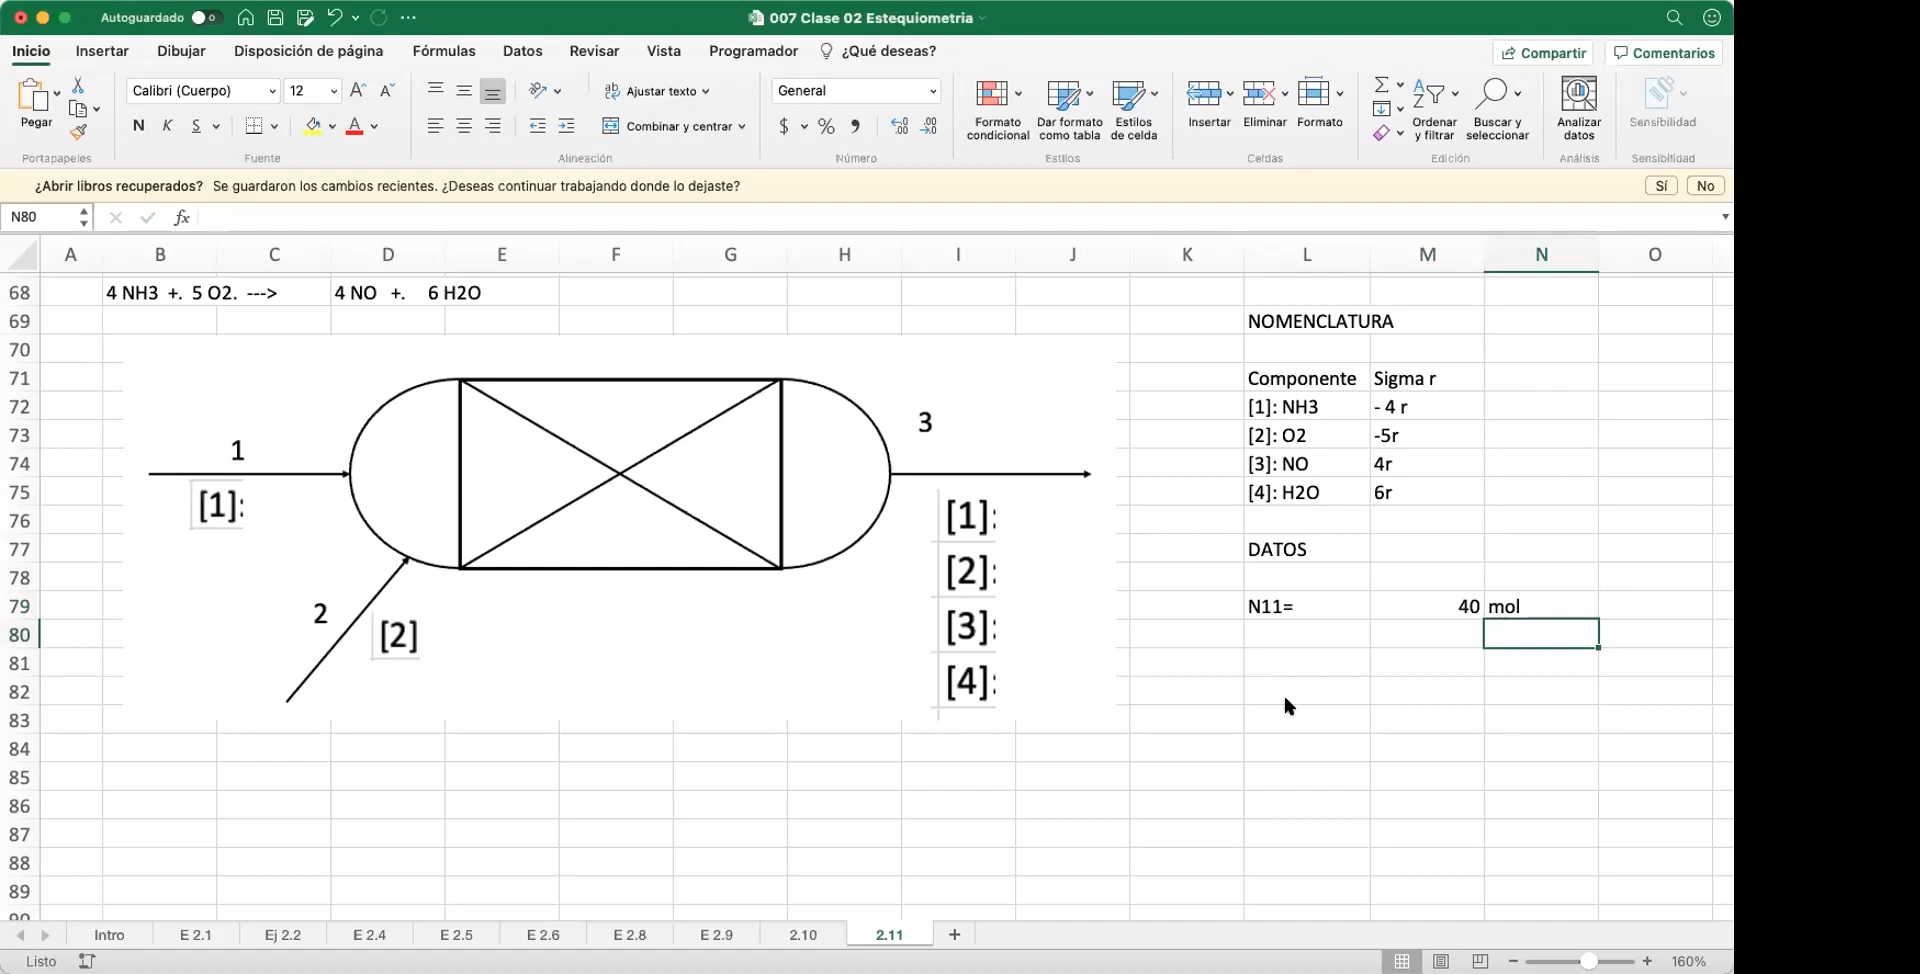 Autoguardado
007 Clase 02 Estequiometria
Inicio Insertar Dibujar Disposición de página Fórmulas Datos Revisar Vista Programador ¿Qué deseas? Compartir Comentarios
Pegar Calibri (Cuerpo) 12 Ajustar texto General Formato condicional Dar formato como tabla Estilos de celda Insertar Eliminar Formato Ordenar y filtrar Buscar y seleccionar Analizar datos Sensibilidad
N K S Combinar y centrar $ %
Portapapeles Fuente Alineación Número Estilos Celdas Edición Análisis Sensibilidad
¿Abrir libros recuperados? Se guardaron los cambios recientes. ¿Deseas continuar trabajando donde lo dejaste? Sí No
N80 fx
A B C D E F G H I J K L M N O
68 4 NH3 +. 5 O2. ---> 4 NO +. 6 H2O
69 NOMENCLATURA
70
71 Componente Sigma r
72 [1]: NH3 - 4 r
73 [2]: O2 -5r
74 [3]: NO 4r
75 [4]: H2O 6r
76
77 DATOS
78
79 N11= 40 mol
80
81
82
83
84
85
86
87
88
89
90
1
[1]:
2
[2]
3
[1]:
[2]:
[3]:
[4]:
Intro E 2.1 Ej 2.2 E 2.4 E 2.5 E 2.6 E 2.8 E 2.9 2.10 2.11 +
Listo 160%